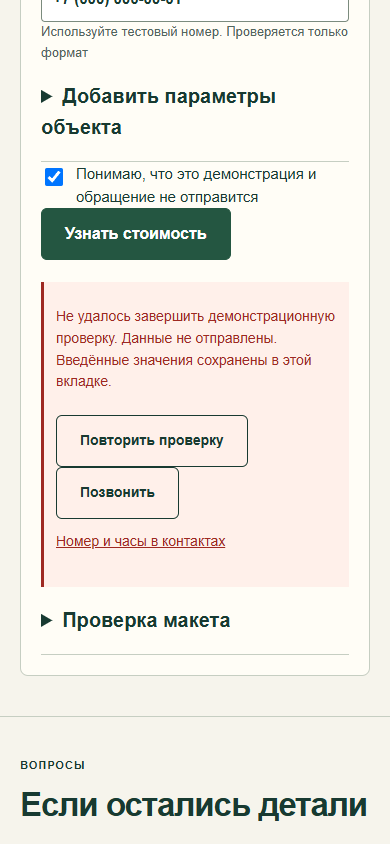 Используйте тестовый номер. Проверяется только
формат
Добавить параметры
объекта
Понимаю, что это демонстрация и
обращение не отправится
Узнать стоимость
Не удалось завершить демонстрационную
проверку. Данные не отправлены.
Введённые значения сохранены в этой
вкладке.
Повторить проверку
Позвонить
Номер и часы в контактах
Проверка макета
ВОПРОСЫ
Если остались детали